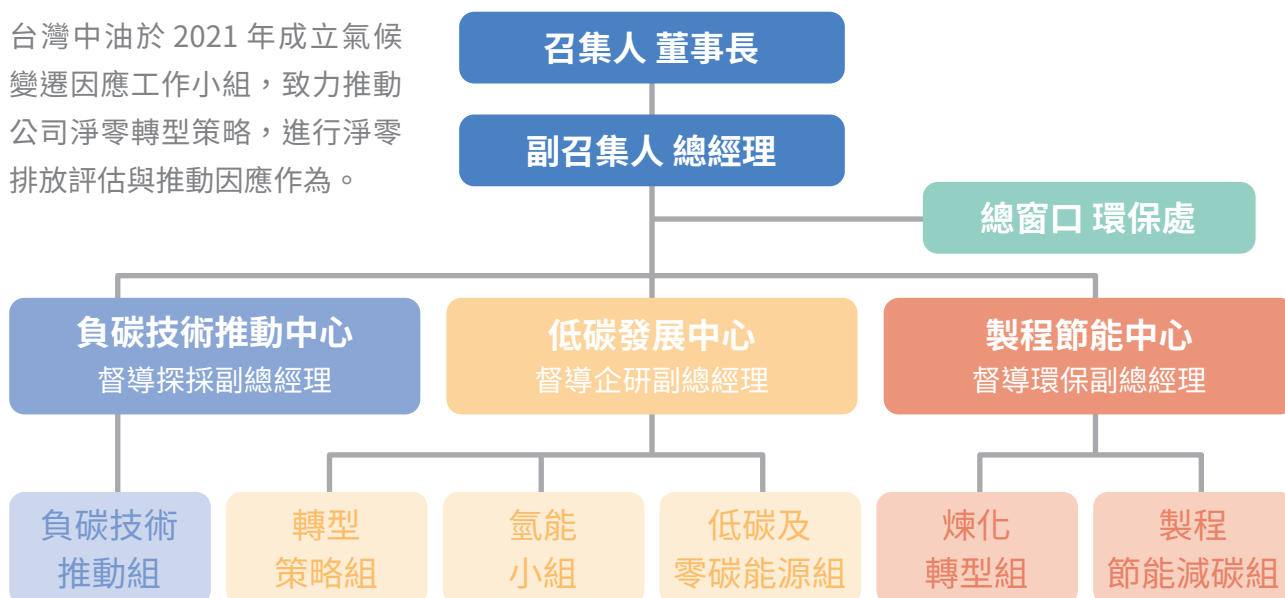 台灣中油於 2021 年成立氣候
變遷因應工作小組，致力推動
公司淨零轉型策略，進行淨零
排放評估與推動因應作為。
召集人 董事長
副召集人 總經理
總窗口 環保處
負碳技術推動中心
督導探採副總經理
低碳發展中心
督導企研副總經理
製程節能中心
督導環保副總經理
負碳技術
推動組
轉型
策略組
氫能
小組
低碳及
零碳能源組
煉化
轉型組
製程
節能減碳組